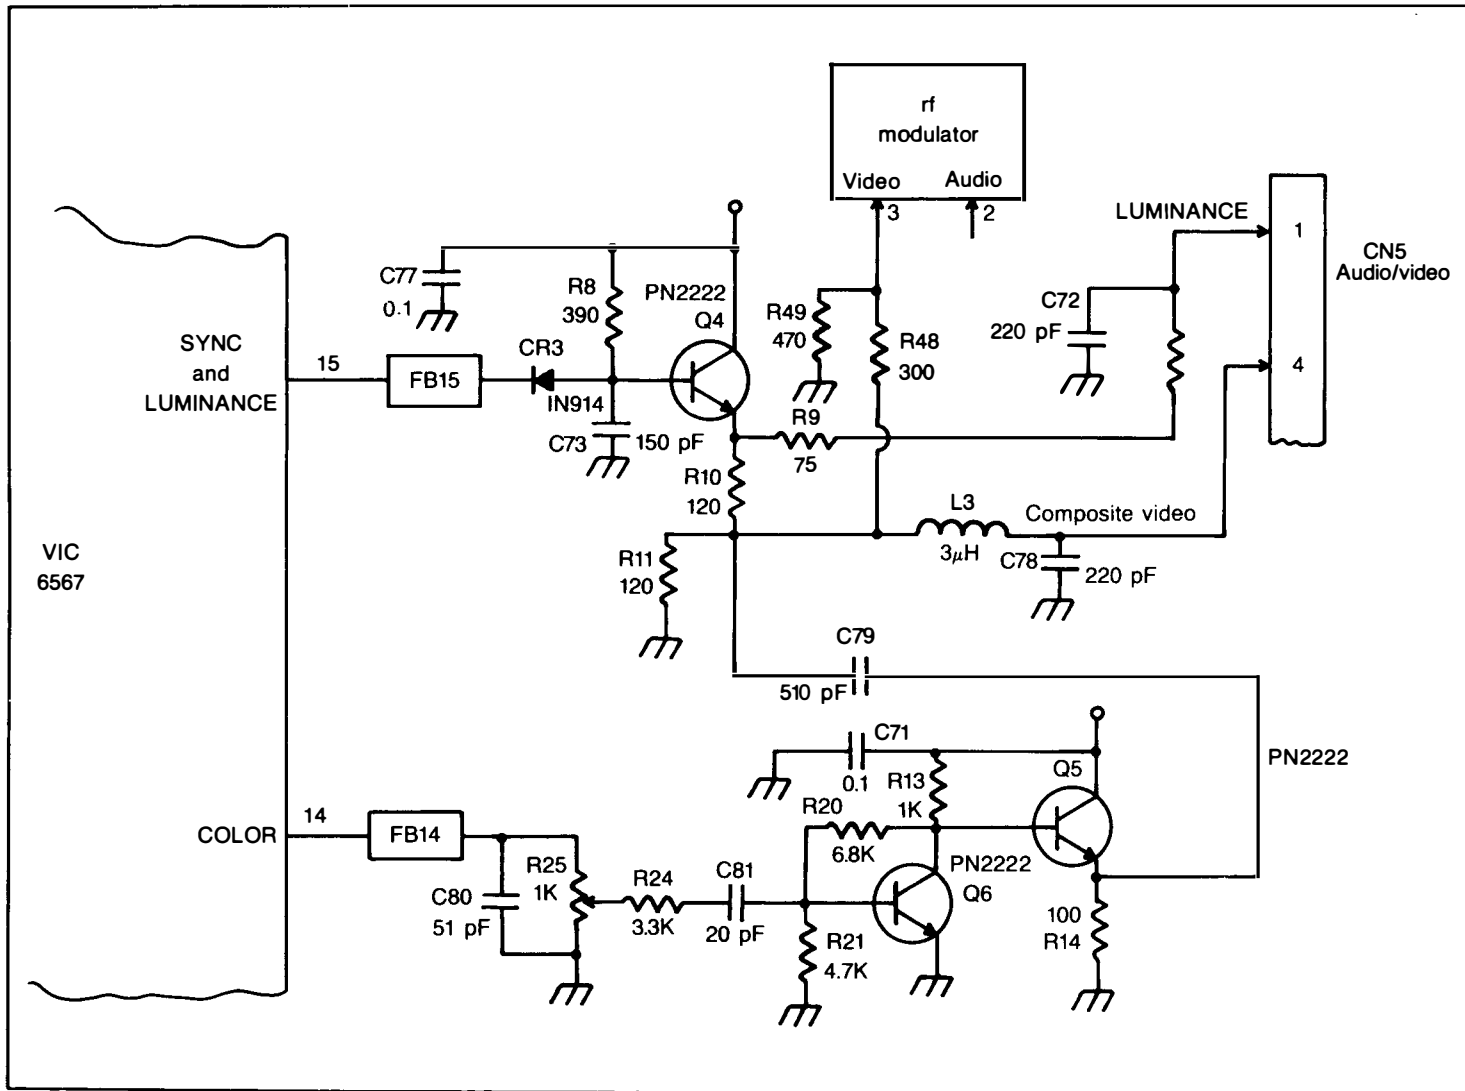 rf
modulator
Video Audio
3
2
LUMINANCE
1
CN5
Audio/video
C77
0.1
R8
390
PN2222
Q4
R49
470
R48
300
C72
220 pF
4
SYNC
and
LUMINANCE
15
FB15
CR3
IN914
C73
150 pF
R9
75
R10
120
L3
3μH
Composite video
C78
220 pF
VIC
6567
R11
120
C79
510 pF
C71
0.1
R13
1K
Q5
PN2222
COLOR
14
FB14
R20
6.8K
PN2222
Q6
C80
51 pF
R25
1K
R24
3.3K
C81
20 pF
R21
4.7K
100
R14